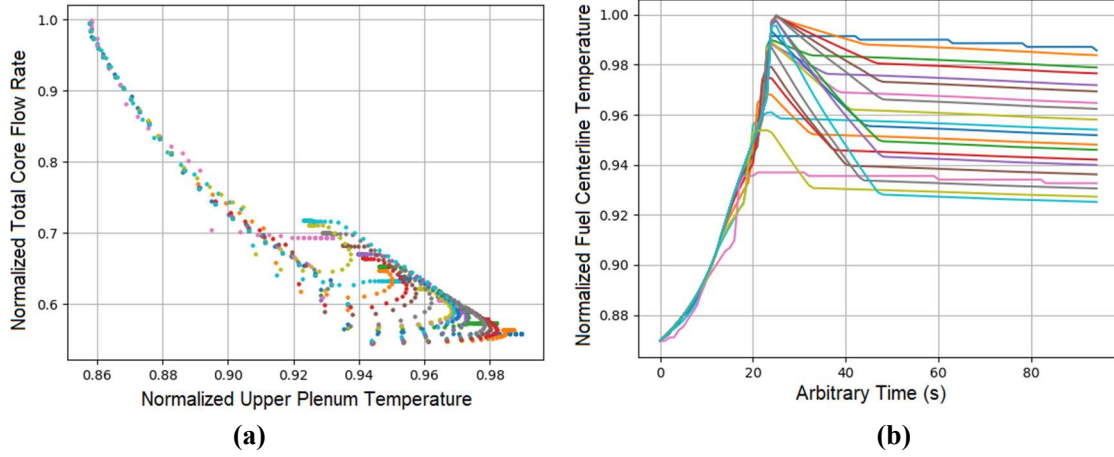 Normalized Total Core Flow Rate
1.0
0.9
0.8
0.7
0.6
0.86 0.88 0.90 0.92 0.94 0.96 0.98
Normalized Upper Plenum Temperature
(a)
Normalized Fuel Centerline Temperature
1.00
0.98
0.96
0.94
0.92
0.90
0.88
0 20 40 60 80
Arbitrary Time (s)
(b)